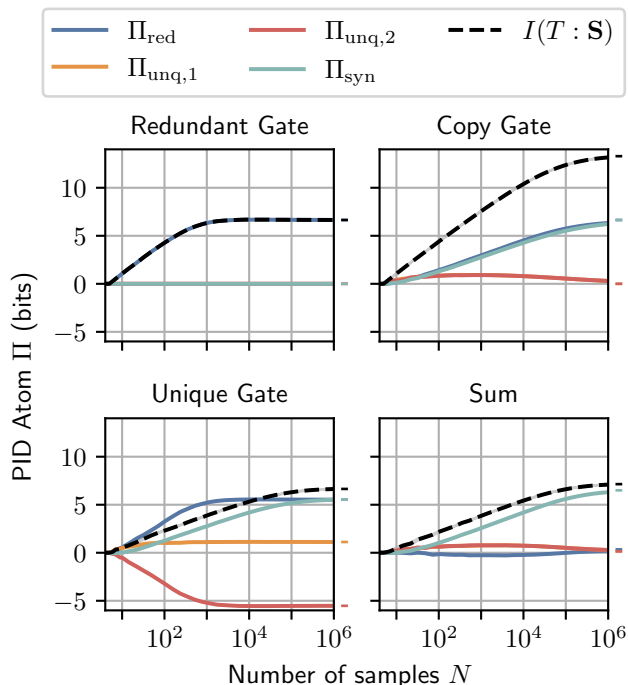 Π_red Π_unq,2 I(T : S)
Π_unq,1 Π_syn
Redundant Gate Copy Gate
10
5
0
−5
Unique Gate Sum
10
5
0
−5
10^2 10^4 10^6 10^2 10^4 10^6
PID Atom Π (bits)
Number of samples N